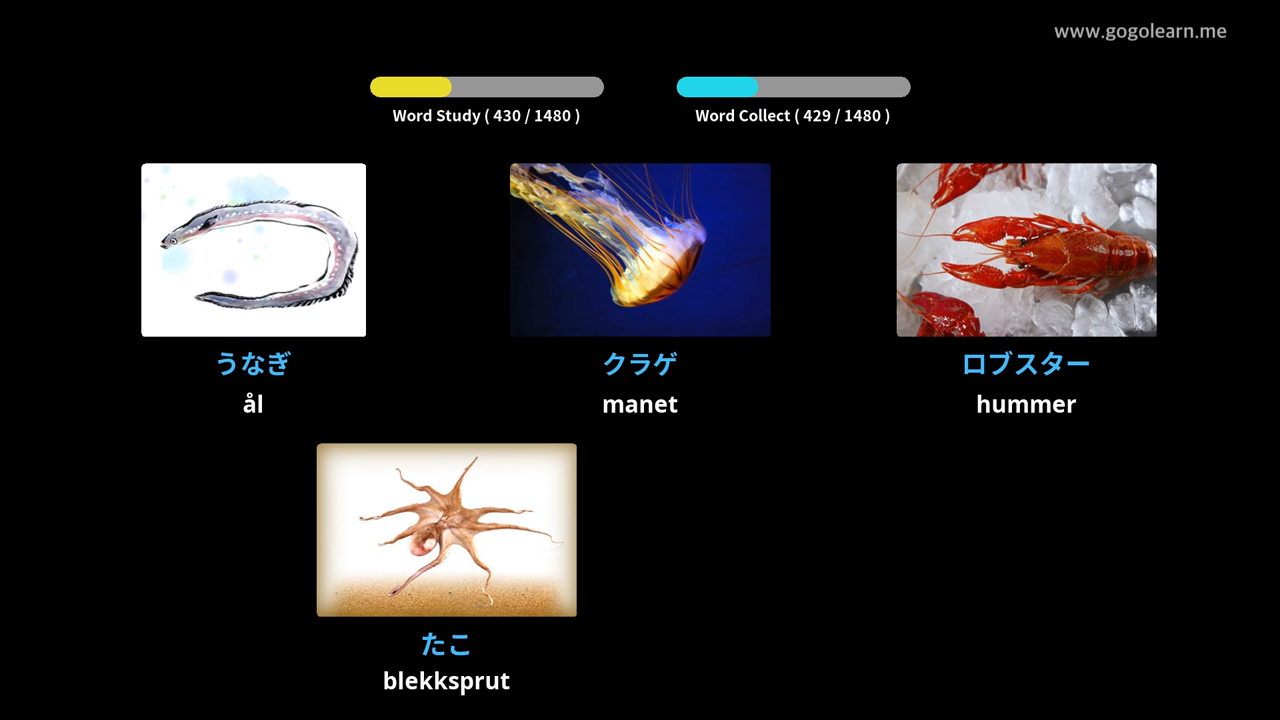 www.gogolearn.me
Word Study ( 430 / 1480 )
Word Collect ( 429 / 1480 )
うなぎ
ål
クラゲ
manet
ロブスター
hummer
たこ
blekksprut